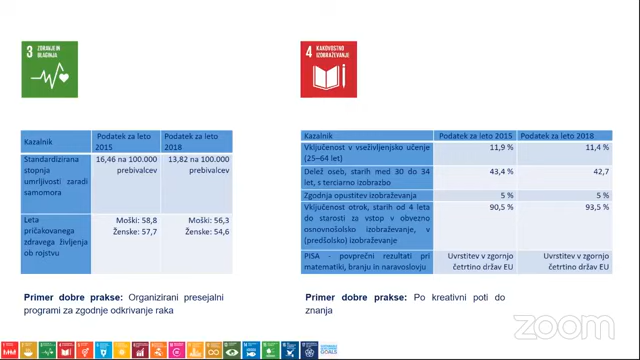 3 ZDRAVJE IN
BLAGINJA
4 KAKOVOSTNO
IZOBRAŽEVANJE
Kazalnik
Podatek za leto
2015
Podatek za leto
2018
Standardizirana
stopnja
umrljivosti zaradi
samomora
16,46 na 100.000
prebivalcev
13,82 na 100.000
prebivalcev
Leta
pričakovanega
zdravega življenja
ob rojstvu
Moški: 58,8
Ženske: 57,7
Moški: 56,3
Ženske: 54,6
Primer dobre prakse: Organizirani presejalni
programi za zgodnje odkrivanje raka
Kazalnik Podatek za leto 2015 Podatek za leto 2018
Vključenost v vseživljenjsko učenje
(25–64 let)
11,9 % 11,4 %
Delež oseb, starih med 30 do 34
let, s terciarno izobrazbo
43,4 % 42,7
Zgodnja opustitev izobraževanja 5 % 5 %
Vključenost otrok, starih od 4 leta
do starosti za vstop v obvezno
osnovnošolsko izobraževanje, v
(predšolsko) izobraževanje
90,5 % 93,5 %
PISA - povprečni rezultati pri
matematiki, branju in naravoslovju
Uvrstitev v zgornjo
četrtino držav EU
Uvrstitev v zgornjo
četrtino držav EU
Primer dobre prakse: Po kreativni poti do
znanja
zoom